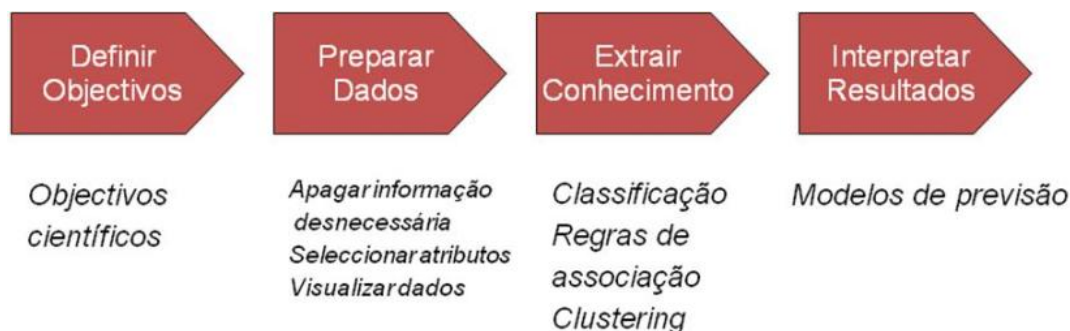 Definir
Objectivos
Preparar
Dados
Extrair
Conhecimento
Interpretar
Resultados
Objectivos
científicos
Apagar informação
desnecessária
Seleccionar atributos
Visualizar dados
Classificação
Regras de
associação
Clustering
Modelos de previsão